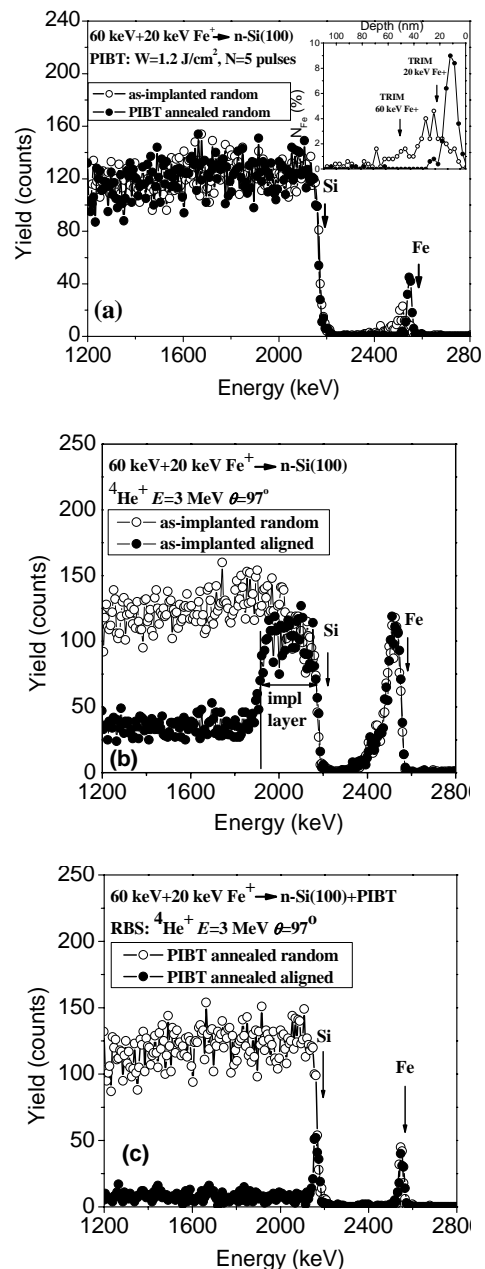 60 keV+20 keV Fe⁺ → n-Si(100)
PIBT: W=1.2 J/cm², N=5 pulses
as-implanted random
PIBT annealed random
Depth (nm)
100 80 60 40 20 0
10
8
6
4
2
0
N_Fe (%)
TRIM
20 keV Fe+
TRIM
60 keV Fe+
240
200
160
120
80
40
0
Yield (counts)
Si
Fe
(a)
1200 1600 2000 2400 280
Energy (keV)
60 keV+20 keV Fe⁺ → n-Si(100)
⁴He⁺ E=3 MeV θ=97°
as-implanted random
as-implanted aligned
250
200
150
100
50
0
Yield (counts)
Si
Fe
impl
layer
(b)
1200 1600 2000 2400 2800
Energy (keV)
60 keV+20 keV Fe⁺ → n-Si(100)+PIBT
RBS: ⁴He⁺ E=3 MeV θ=97°
PIBT annealed random
PIBT annealed aligned
250
200
150
100
50
0
Yield (counts)
Si
Fe
(c)
1200 1600 2000 2400 280
Energy (keV)